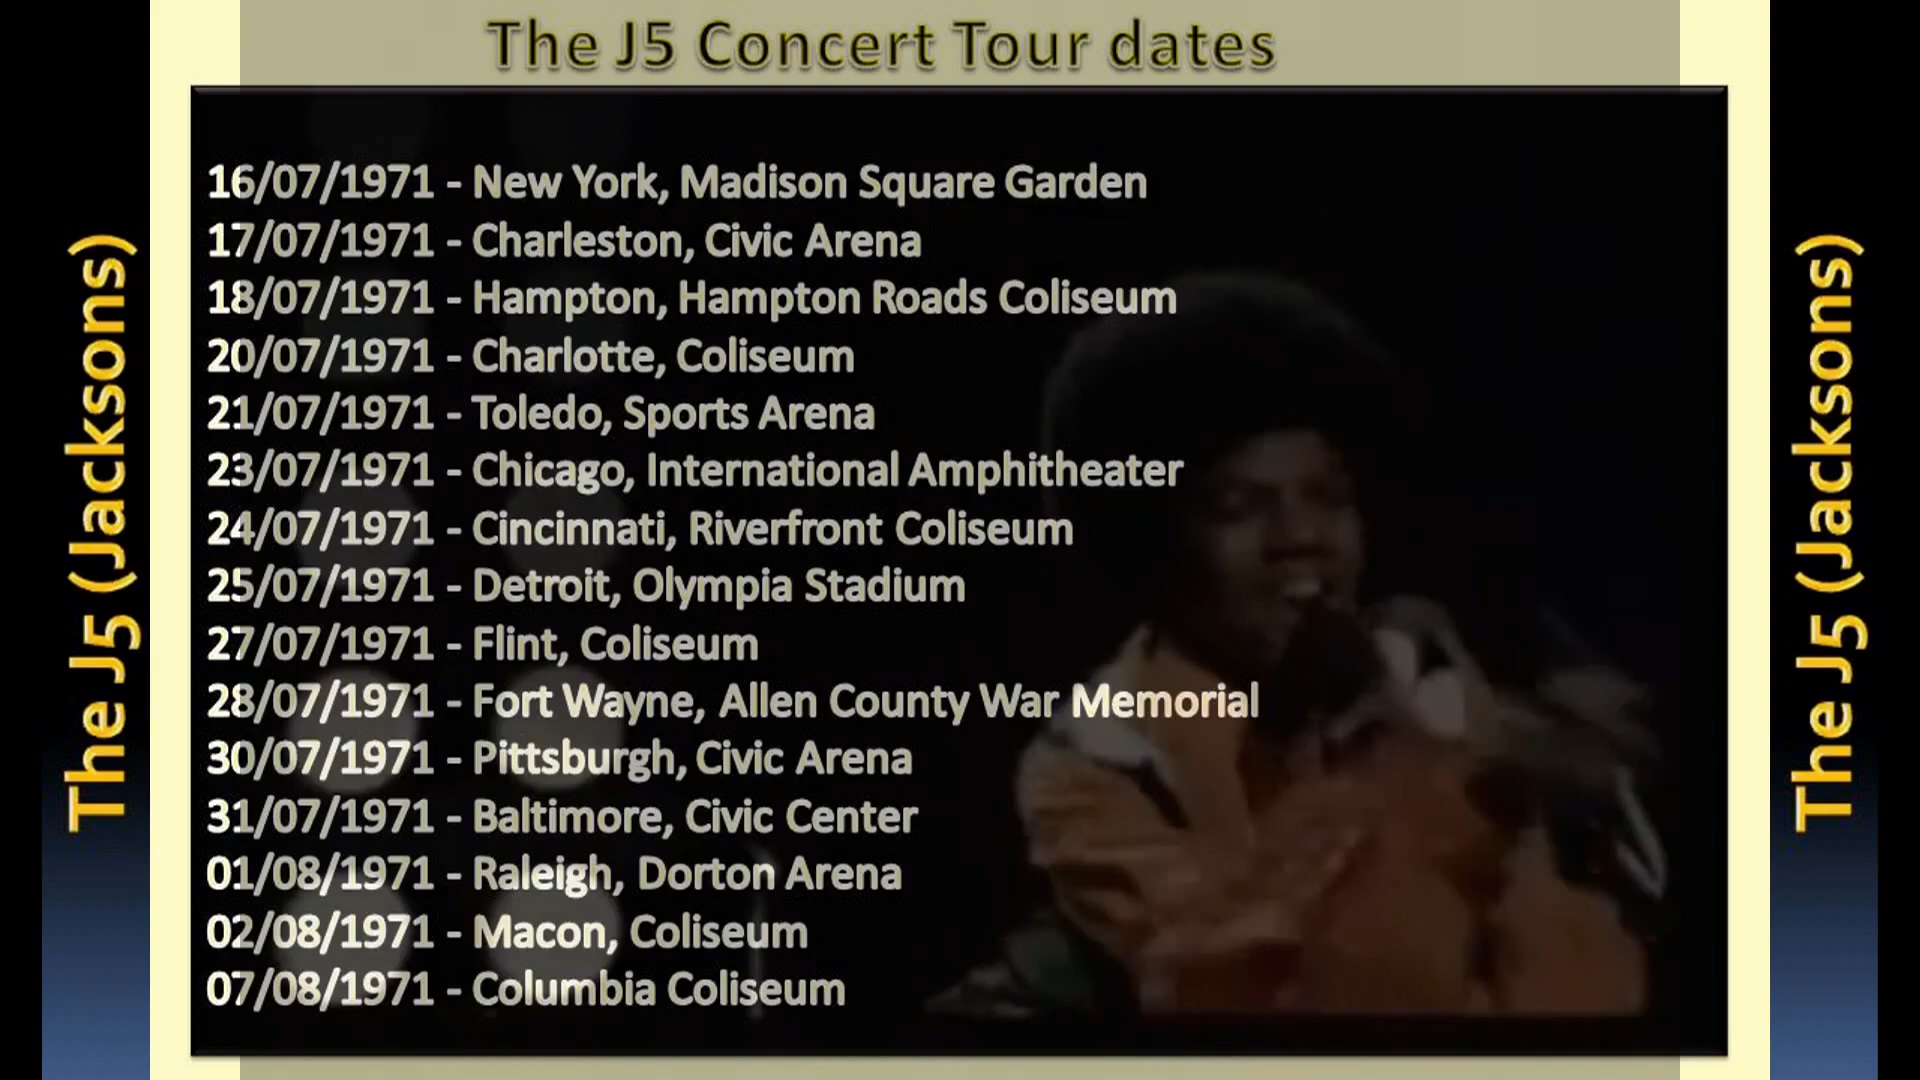 The J5 Concert Tour dates
The J5 (Jacksons)
16/07/1971 - New York, Madison Square Garden
17/07/1971 - Charleston, Civic Arena
18/07/1971 - Hampton, Hampton Roads Coliseum
20/07/1971 - Charlotte, Coliseum
21/07/1971 - Toledo, Sports Arena
23/07/1971 - Chicago, International Amphitheater
24/07/1971 - Cincinnati, Riverfront Coliseum
25/07/1971 - Detroit, Olympia Stadium
27/07/1971 - Flint, Coliseum
28/07/1971 - Fort Wayne, Allen County War Memorial
30/07/1971 - Pittsburgh, Civic Arena
31/07/1971 - Baltimore, Civic Center
01/08/1971 - Raleigh, Dorton Arena
02/08/1971 - Macon, Coliseum
07/08/1971 - Columbia Coliseum
The J5 (Jacksons)